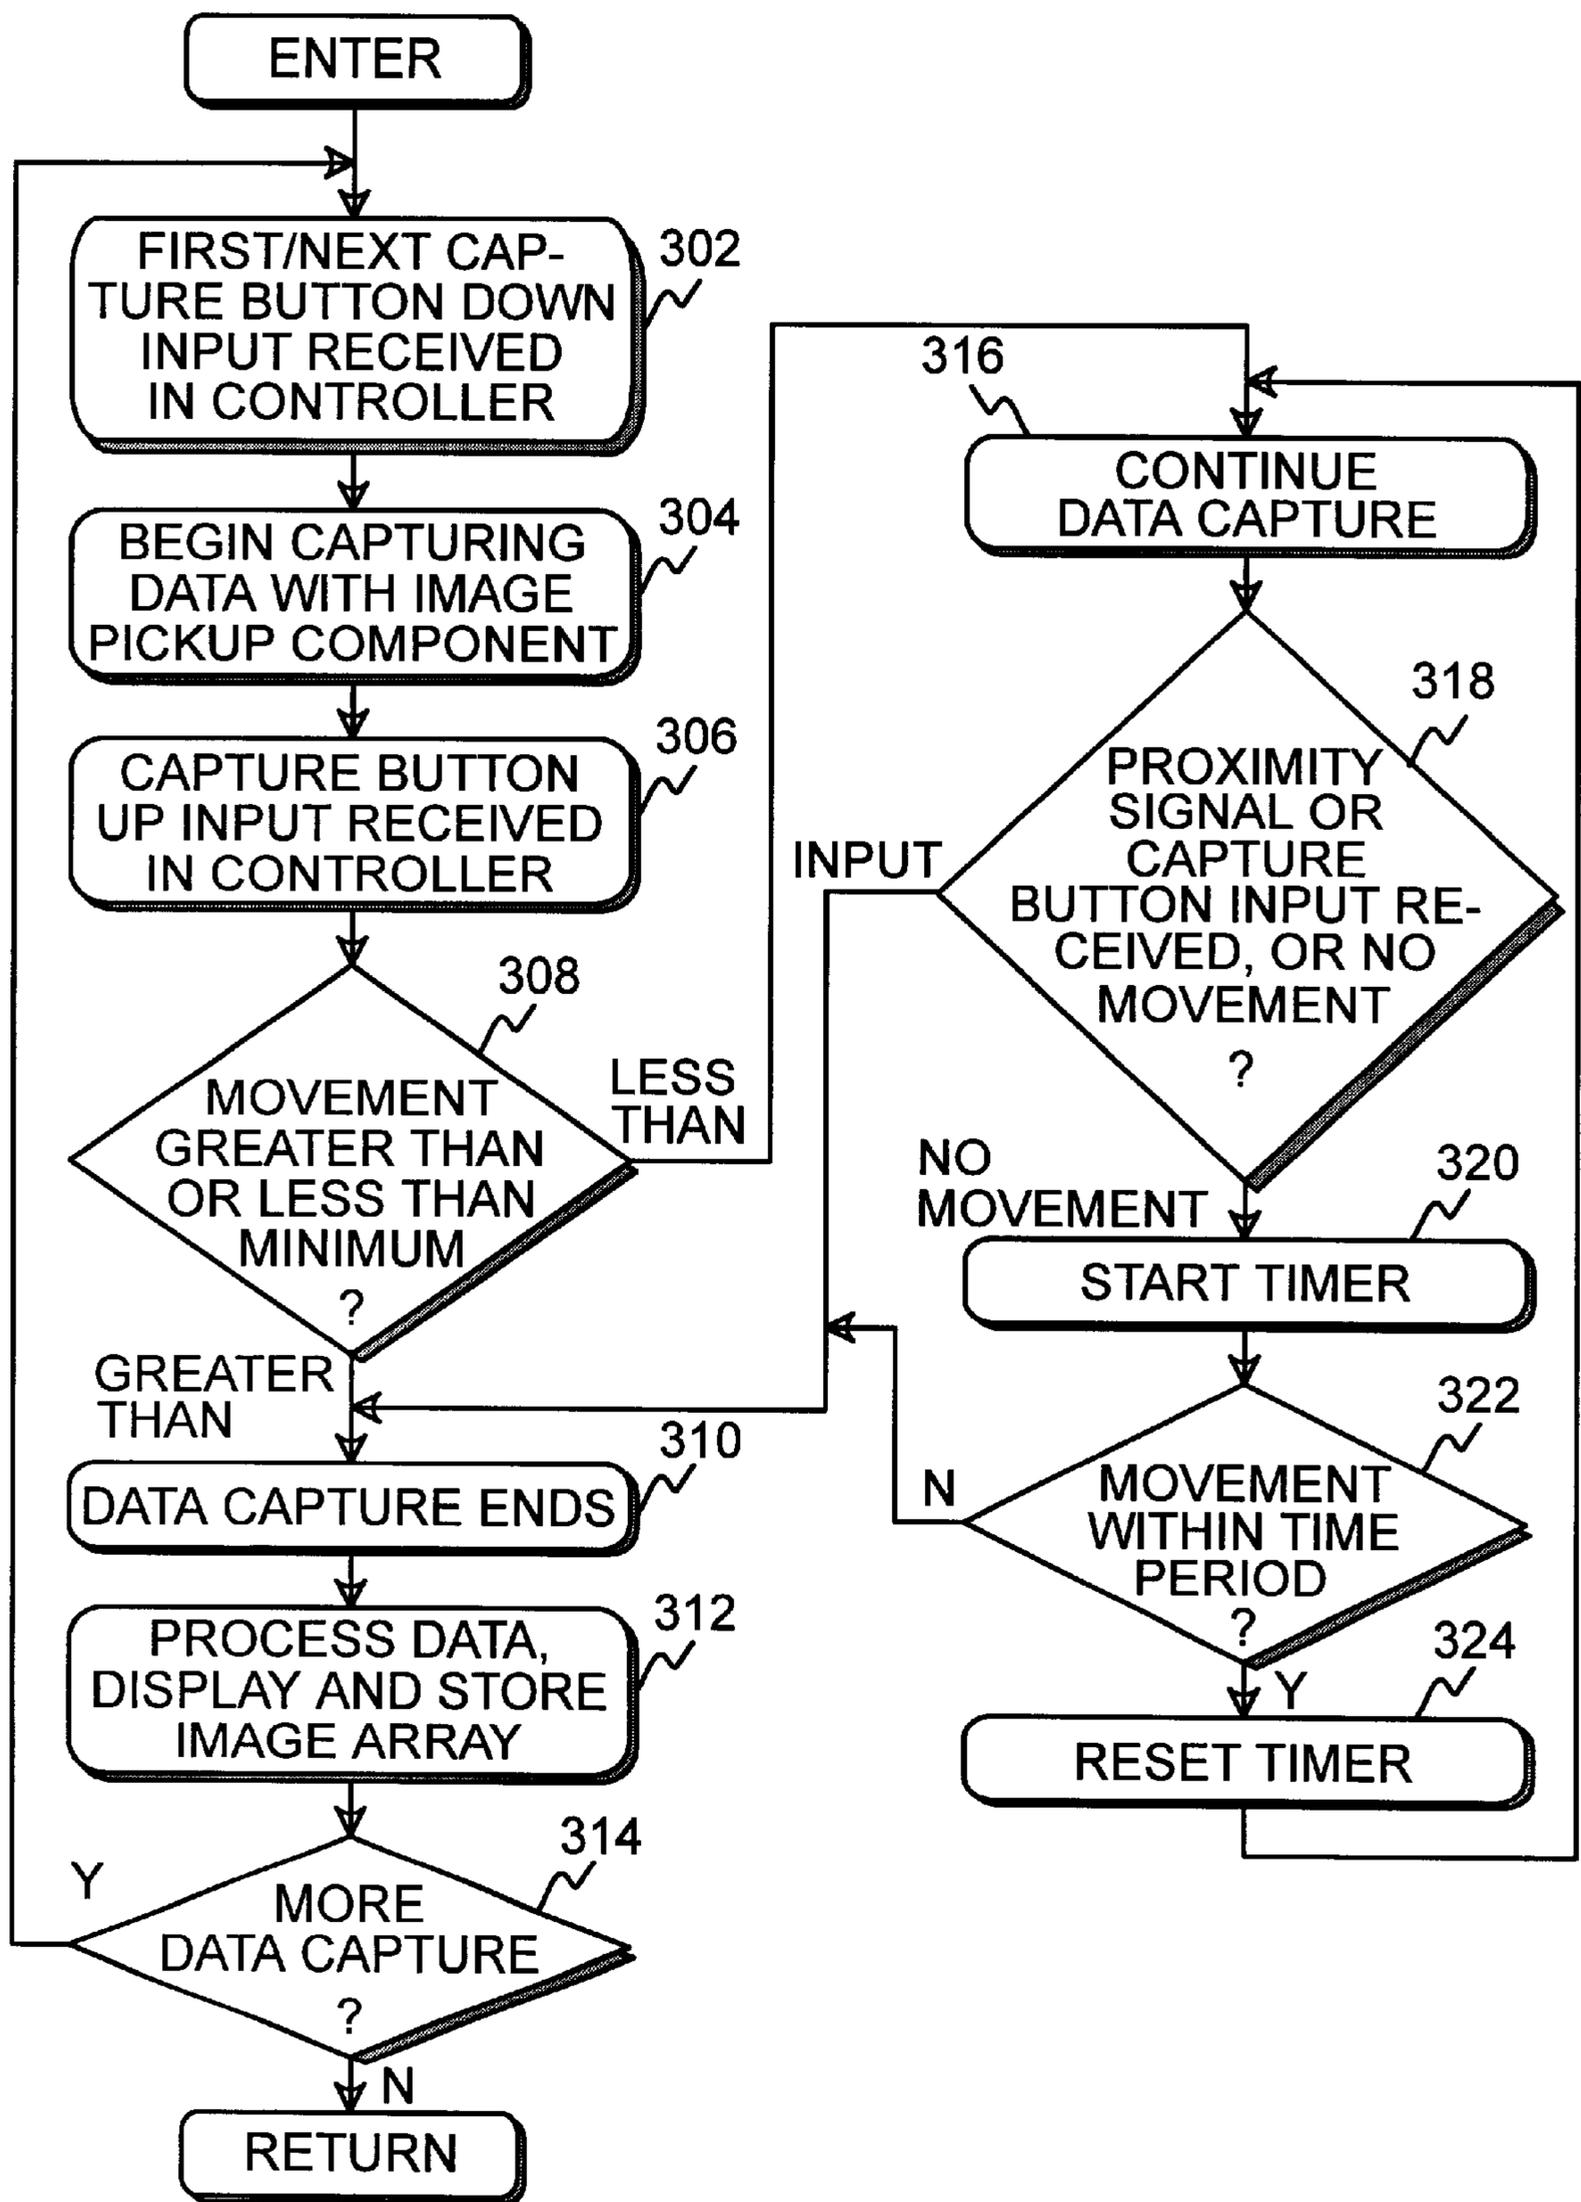 ENTER
FIRST/NEXT CAP-
TURE BUTTON DOWN
INPUT RECEIVED
IN CONTROLLER
302
BEGIN CAPTURING
DATA WITH IMAGE
PICKUP COMPONENT
304
CAPTURE BUTTON
UP INPUT RECEIVED
IN CONTROLLER
306
308
MOVEMENT
GREATER THAN
OR LESS THAN
MINIMUM
?
LESS
THAN
GREATER
THAN
310
DATA CAPTURE ENDS
312
PROCESS DATA,
DISPLAY AND STORE
IMAGE ARRAY
314
Y
MORE
DATA CAPTURE
?
N
RETURN
316
CONTINUE
DATA CAPTURE
318
PROXIMITY
SIGNAL OR
CAPTURE
BUTTON INPUT RE-
CEIVED, OR NO
MOVEMENT
?
INPUT
NO
MOVEMENT
320
START TIMER
322
N
MOVEMENT
WITHIN TIME
PERIOD
?
Y
324
RESET TIMER